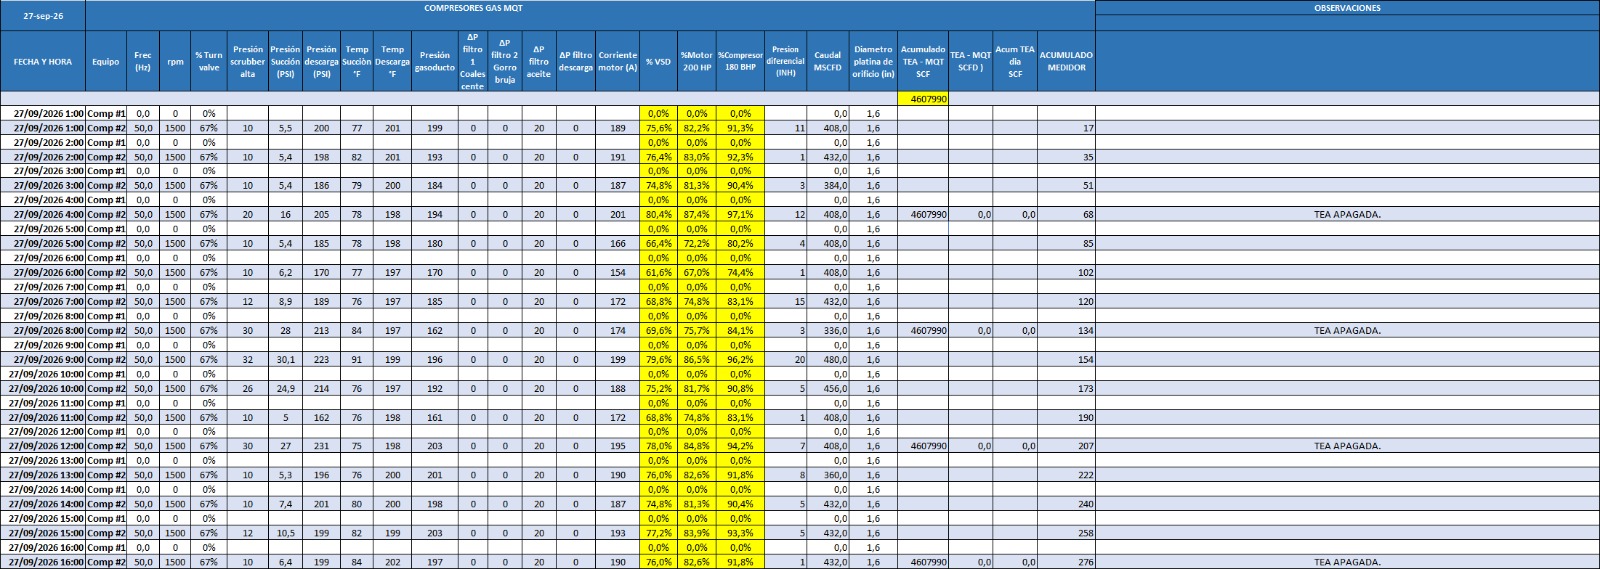 27-sep-26 COMPRESORES GAS MQT OBSERVACIONES
FECHA Y HORA Equipo Frec (Hz) rpm % Turn valve Presión scrubber alta Presión Succión (PSI) Presión descarga (PSI) Temp Succiòn °F Temp Descarga °F Presión gasoducto ΔP filtro 1 Coales cente ΔP filtro 2 Gorro bruja ΔP filtro aceite ΔP filtro descarga Corriente motor (A) % VSD %Motor 200 HP %Compresor 180 BHP Presion diferencial (INH) Caudal MSCFD Diametro platina de orificio (in) Acumulado TEA - MQT SCF TEA - MQT SCFD ) Acum TEA dia SCF ACUMULADO MEDIDOR
4607990
27/09/2026 1:00 Comp #1 0,0 0 0% 0,0% 0,0% 0,0% 0,0 1,6
27/09/2026 1:00 Comp #2 50,0 1500 67% 10 5,5 200 77 201 199 0 0 20 0 189 75,6% 82,2% 91,3% 11 408,0 1,6 17
27/09/2026 2:00 Comp #1 0,0 0 0% 0,0% 0,0% 0,0% 0,0 1,6
27/09/2026 2:00 Comp #2 50,0 1500 67% 10 5,4 198 82 201 193 0 0 20 0 191 76,4% 83,0% 92,3% 1 432,0 1,6 35
27/09/2026 3:00 Comp #1 0,0 0 0% 0,0% 0,0% 0,0% 0,0 1,6
27/09/2026 3:00 Comp #2 50,0 1500 67% 10 5,4 186 79 200 184 0 0 20 0 187 74,8% 81,3% 90,4% 3 384,0 1,6 51
27/09/2026 4:00 Comp #1 0,0 0 0% 0,0% 0,0% 0,0% 0,0 1,6
27/09/2026 4:00 Comp #2 50,0 1500 67% 20 16 205 78 198 194 0 0 20 0 201 80,4% 87,4% 97,1% 12 408,0 1,6 4607990 0,0 0,0 68 TEA APAGADA.
27/09/2026 5:00 Comp #1 0,0 0 0% 0,0% 0,0% 0,0% 0,0 1,6
27/09/2026 5:00 Comp #2 50,0 1500 67% 10 5,4 185 78 198 180 0 0 20 0 166 66,4% 72,2% 80,2% 4 408,0 1,6 85
27/09/2026 6:00 Comp #1 0,0 0 0% 0,0% 0,0% 0,0% 0,0 1,6
27/09/2026 6:00 Comp #2 50,0 1500 67% 10 6,2 170 77 197 170 0 0 20 0 154 61,6% 67,0% 74,4% 1 408,0 1,6 102
27/09/2026 7:00 Comp #1 0,0 0 0% 0,0% 0,0% 0,0% 0,0 1,6
27/09/2026 7:00 Comp #2 50,0 1500 67% 12 8,9 189 76 197 185 0 0 20 0 172 68,8% 74,8% 83,1% 15 432,0 1,6 120
27/09/2026 8:00 Comp #1 0,0 0 0% 0,0% 0,0% 0,0% 0,0 1,6
27/09/2026 8:00 Comp #2 50,0 1500 67% 30 28 213 84 197 162 0 0 20 0 174 69,6% 75,7% 84,1% 3 336,0 1,6 4607990 0,0 0,0 134 TEA APAGADA.
27/09/2026 9:00 Comp #1 0,0 0 0% 0,0% 0,0% 0,0% 0,0 1,6
27/09/2026 9:00 Comp #2 50,0 1500 67% 32 30,1 223 91 199 196 0 0 20 0 199 79,6% 86,5% 96,2% 20 480,0 1,6 154
27/09/2026 10:00 Comp #1 0,0 0 0% 0,0% 0,0% 0,0% 0,0 1,6
27/09/2026 10:00 Comp #2 50,0 1500 67% 26 24,9 214 76 197 192 0 0 20 0 188 75,2% 81,7% 90,8% 5 456,0 1,6 173
27/09/2026 11:00 Comp #1 0,0 0 0% 0,0% 0,0% 0,0% 0,0 1,6
27/09/2026 11:00 Comp #2 50,0 1500 67% 10 5 162 76 198 161 0 0 20 0 172 68,8% 74,8% 83,1% 1 408,0 1,6 190
27/09/2026 12:00 Comp #1 0,0 0 0% 0,0% 0,0% 0,0% 0,0 1,6
27/09/2026 12:00 Comp #2 50,0 1500 67% 30 27 231 75 198 203 0 0 20 0 195 78,0% 84,8% 94,2% 7 408,0 1,6 4607990 0,0 0,0 207 TEA APAGADA.
27/09/2026 13:00 Comp #1 0,0 0 0% 0,0% 0,0% 0,0% 0,0 1,6
27/09/2026 13:00 Comp #2 50,0 1500 67% 10 5,3 196 76 200 201 0 0 20 0 190 76,0% 82,6% 91,8% 8 360,0 1,6 222
27/09/2026 14:00 Comp #1 0,0 0 0% 0,0% 0,0% 0,0% 0,0 1,6
27/09/2026 14:00 Comp #2 50,0 1500 67% 10 7,4 201 80 200 198 0 0 20 0 187 74,8% 81,3% 90,4% 5 432,0 1,6 240
27/09/2026 15:00 Comp #1 0,0 0 0% 0,0% 0,0% 0,0% 0,0 1,6
27/09/2026 15:00 Comp #2 50,0 1500 67% 12 10,5 199 82 199 203 0 0 20 0 193 77,2% 83,9% 93,3% 5 432,0 1,6 258
27/09/2026 16:00 Comp #1 0,0 0 0% 0,0% 0,0% 0,0% 0,0 1,6
27/09/2026 16:00 Comp #2 50,0 1500 67% 10 6,4 199 84 202 197 0 0 20 0 190 76,0% 82,6% 91,8% 1 432,0 1,6 4607990 0,0 0,0 276 TEA APAGADA.